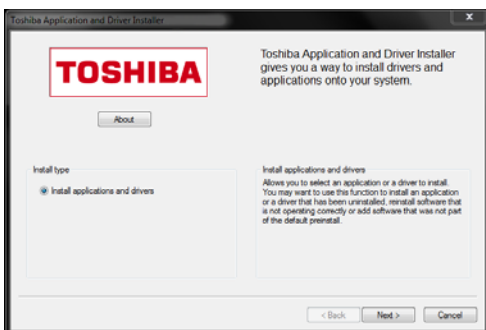 Toshiba Application and Driver Installer
x
TOSHIBA
Toshiba Application and Driver Installer
gives you a way to install drivers and
applications onto your system.
About
Install type
Install applications and drivers
Install applications and drivers
Allows you to select an application or a driver to install.
You may want to use this function to install an application
or a driver that has been uninstalled, reinstall software that
is not operating correctly or add software that was not part
of the default preinstall.
< Back
Next >
Cancel